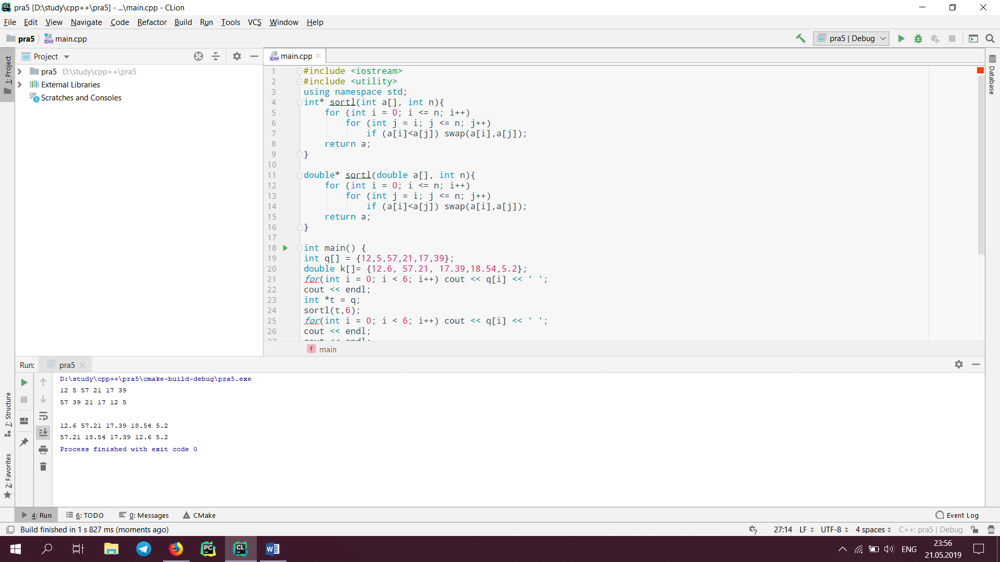 pra5 [D:\study\cpp++\pra5] - ...\main.cpp - CLion
File Edit View Navigate Code Refactor Build Run Tools VCS Window Help
pra5 main.cpp
pra5 | Debug
1: Project
Project
pra5 D:\study\cpp++\pra5
External Libraries
Scratches and Consoles
main.cpp
1 #include <iostream>
2 #include <utility>
3 using namespace std;
4 int* sortl(int a[], int n){
5 for (int i = 0; i <= n; i++)
6 for (int j = i; j <= n; j++)
7 if (a[i]<a[j]) swap(a[i],a[j]);
8 return a;
9 }
10
11 double* sortl(double a[], int n){
12 for (int i = 0; i <= n; i++)
13 for (int j = i; j <= n; j++)
14 if (a[i]<a[j]) swap(a[i],a[j]);
15 return a;
16 }
17
18 int main() {
19 int q[] = {12,5,57,21,17,39};
20 double k[]= {12.6, 57.21, 17.39,18.54,5.2};
21 for(int i = 0; i < 6; i++) cout << q[i] << ' ';
22 cout << endl;
23 int *t = q;
24 sortl(t,6);
25 for(int i = 0; i < 6; i++) cout << q[i] << ' ';
26 cout << endl;
27 cout << endl;
f main
Database
Run: pra5
D:\study\cpp++\pra5\cmake-build-debug\pra5.exe
12 5 57 21 17 39
57 39 21 17 12 5
12.6 57.21 17.39 18.54 5.2
57.21 18.54 17.39 12.6 5.2
Process finished with exit code 0
7: Structure
2: Favorites
4: Run 6: TODO 0: Messages CMake
Event Log
Build finished in 1 s 827 ms (moments ago)
27:14 LF UTF-8 4 spaces C++: pra5 | Debug
ENG
23:56
21.05.2019